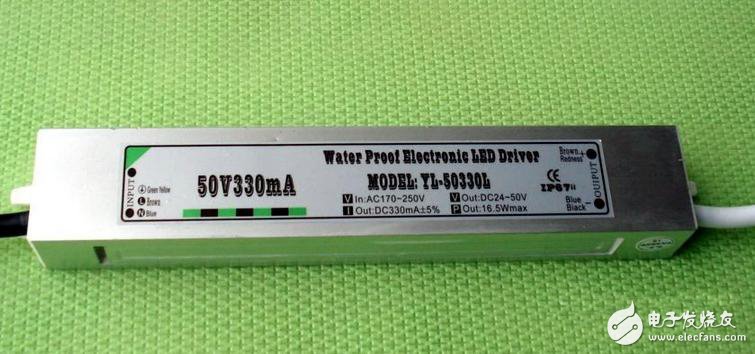 INPUT
Green Yellow
L Brown
N Blue
50V330mA
Water Proof Electronic LED Driver
MODEL: YL-50330L
V In:AC170~250V
V Out:DC24~50V
I Out:DC330mA±5%
P Out:16.5Wmax
Brown +
Redness
CE
IP67
Blue -
Black
OUTPUT
电子发烧友
www.elecfans.com